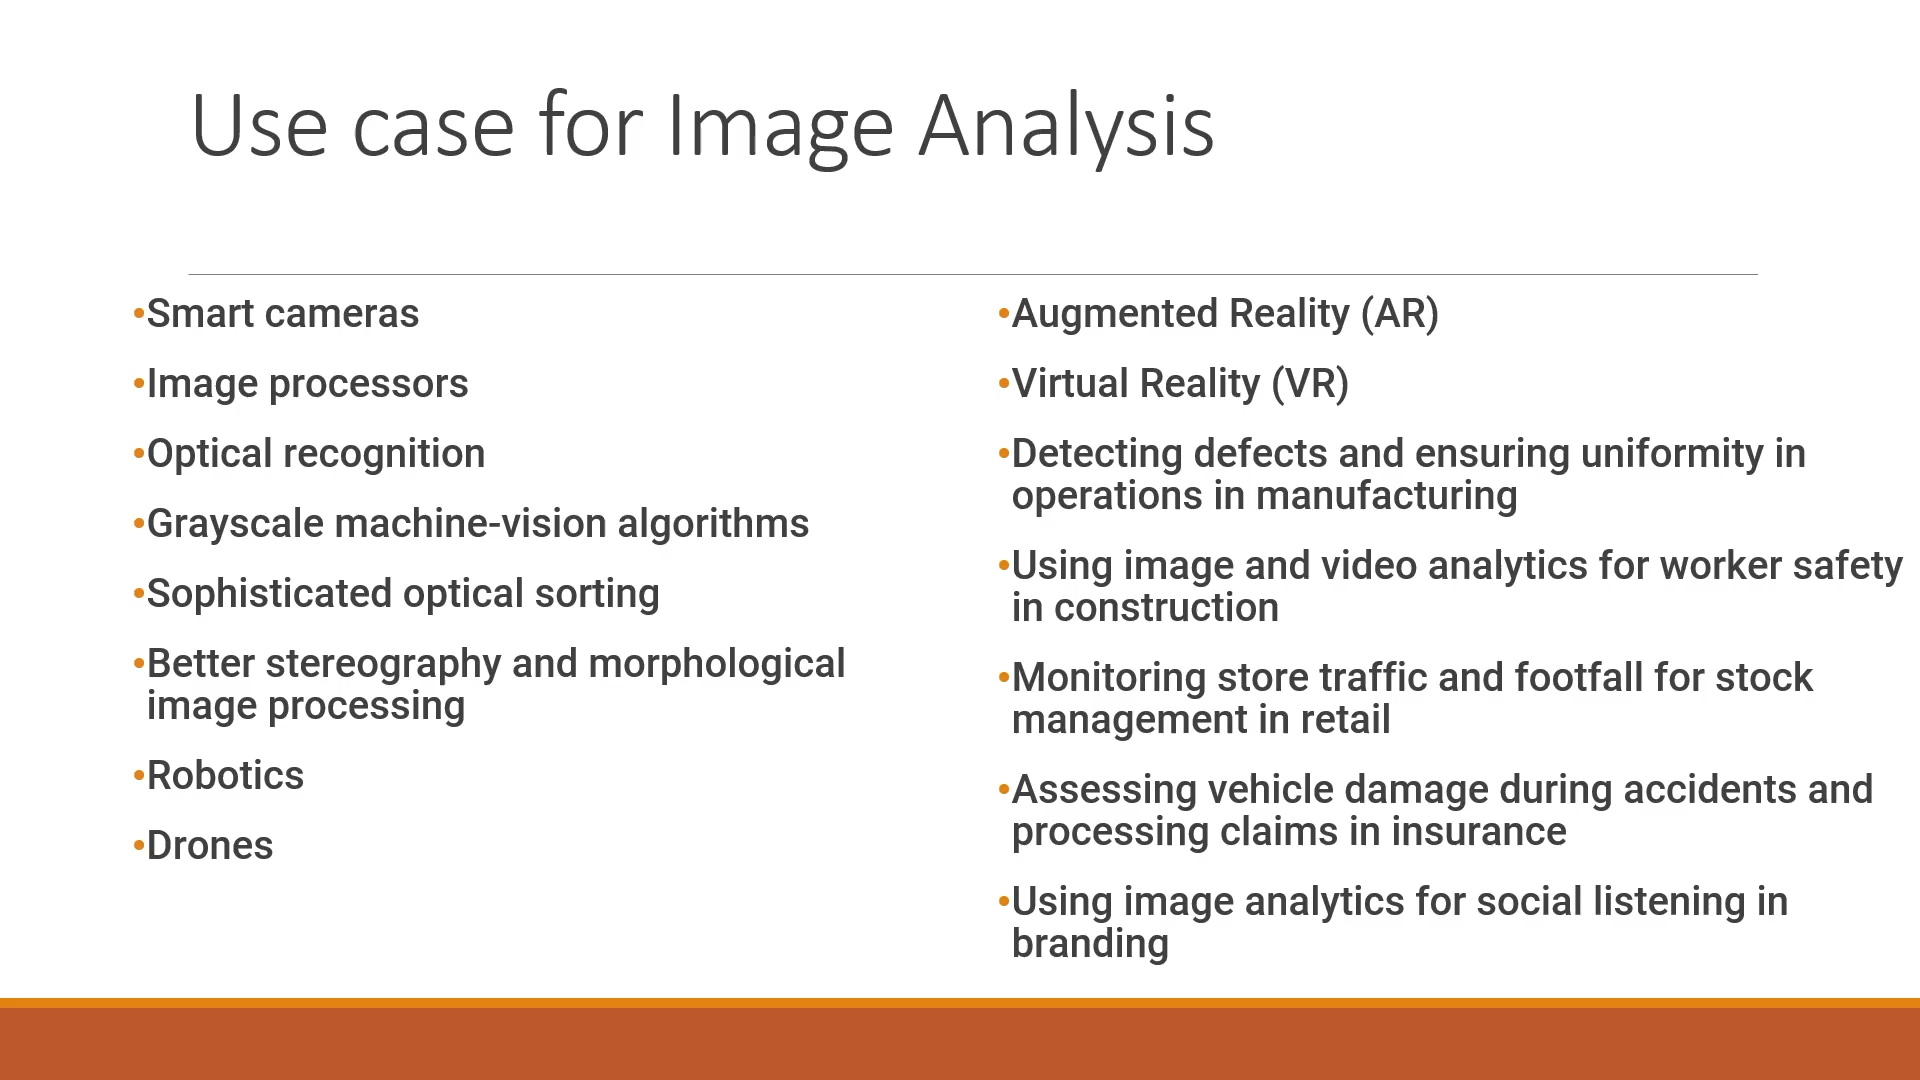 Use case for Image Analysis
•Smart cameras
•Image processors
•Optical recognition
•Grayscale machine-vision algorithms
•Sophisticated optical sorting
•Better stereography and morphological
image processing
•Robotics
•Drones
•Augmented Reality (AR)
•Virtual Reality (VR)
•Detecting defects and ensuring uniformity in
operations in manufacturing
•Using image and video analytics for worker safety
in construction
•Monitoring store traffic and footfall for stock
management in retail
•Assessing vehicle damage during accidents and
processing claims in insurance
•Using image analytics for social listening in
branding